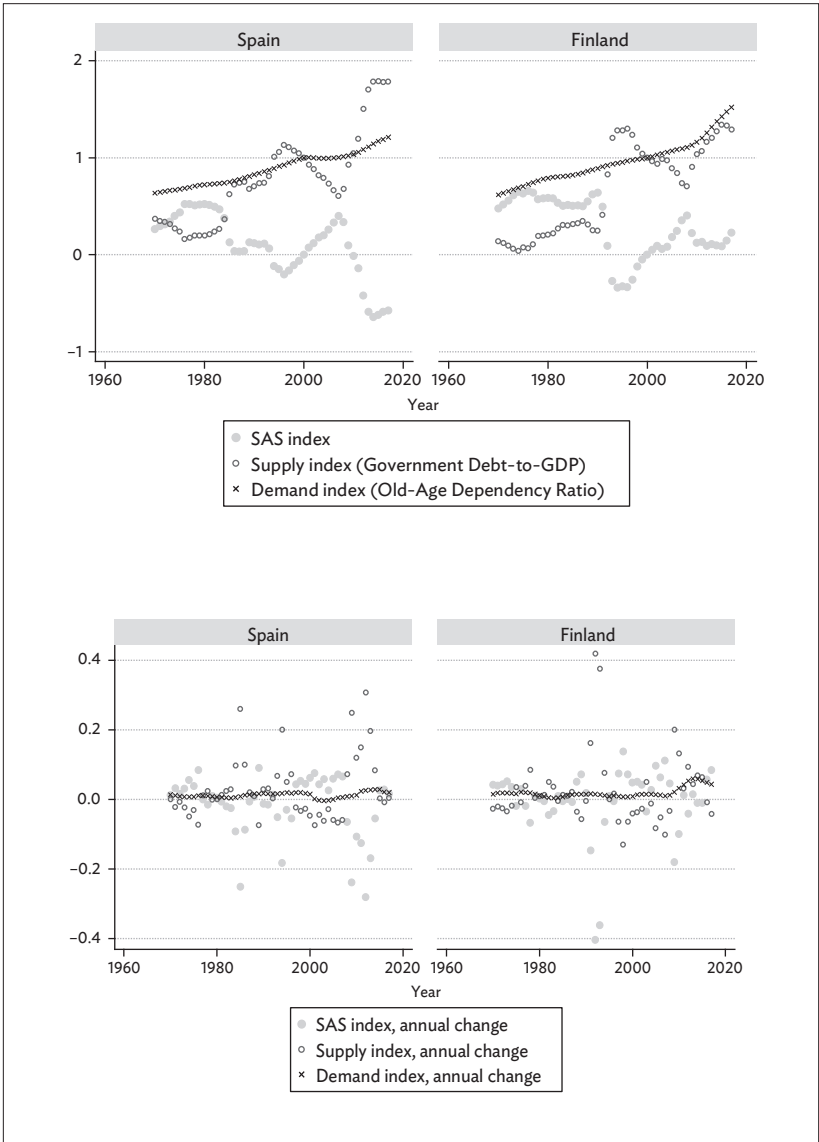 Spain Finland
2
1
0
–1
1960 1980 2000 2020 1960 1980 2000 2020
Year
SAS index
Supply index (Government Debt-to-GDP)
Demand index (Old-Age Dependency Ratio)
Spain Finland
0.4
0.2
0.0
–0.2
–0.4
1960 1980 2000 2020 1960 1980 2000 2020
Year
SAS index, annual change
Supply index, annual change
Demand index, annual change